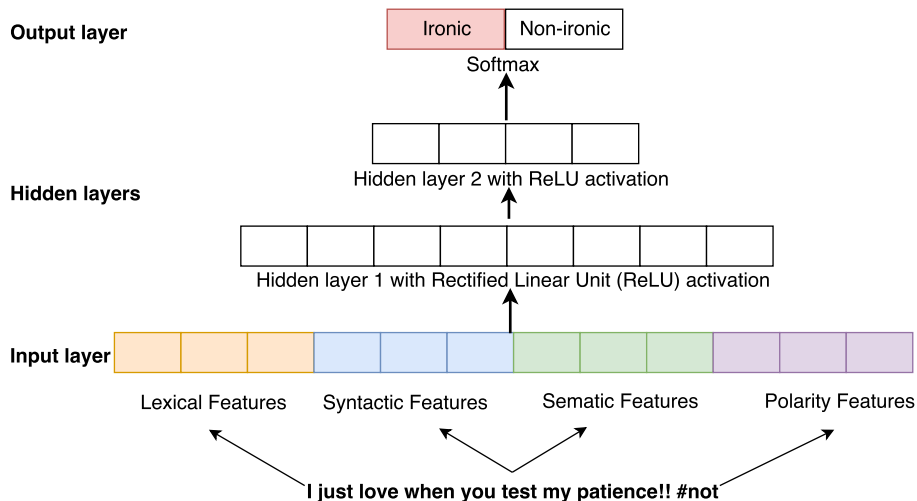 Output layer
Ironic Non-ironic
Softmax
Hidden layer 2 with ReLU activation
Hidden layers
Hidden layer 1 with Rectified Linear Unit (ReLU) activation
Input layer
Lexical Features Syntactic Features Sematic Features Polarity Features
I just love when you test my patience!! #not